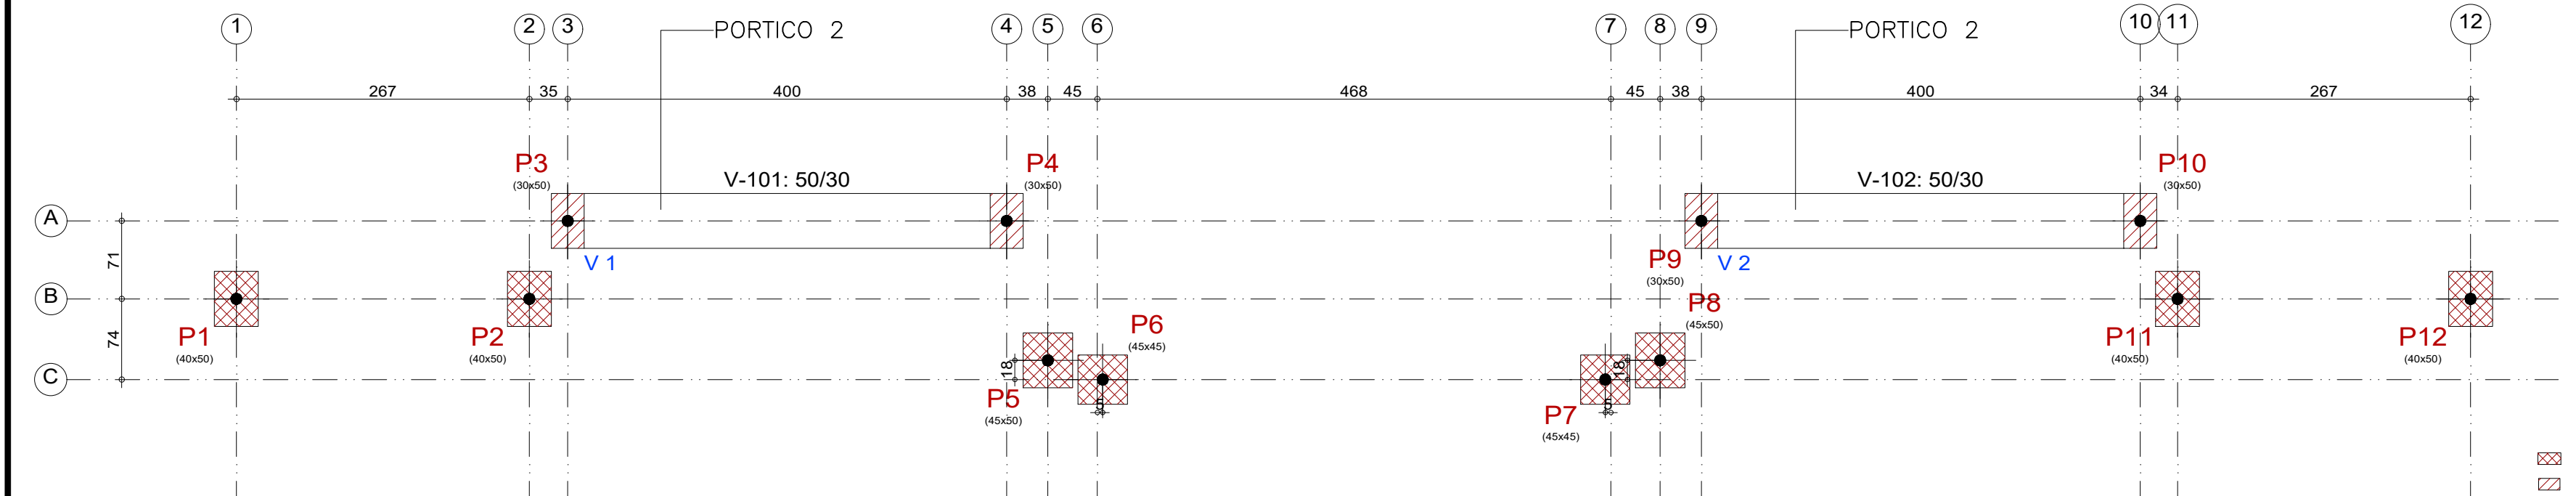 1 2 3 4 5 6 7 8 9 10 11 12
PORTICO 2
PORTICO 2
267 35 400 38 45 468 45 38 400 34 267
P3
(30x50)
V-101: 50/30
P4
(30x50)
V-102: 50/30
P10
(30x50)
A
V 1
P9
(30x50)
V 2
71
B
P1
(40x50)
P2
(40x50)
P6
(45x45)
P8
(45x50)
P11
(40x50)
P12
(40x50)
74
C
18
18
P5
(45x50)
5
5
P7
(45x45)